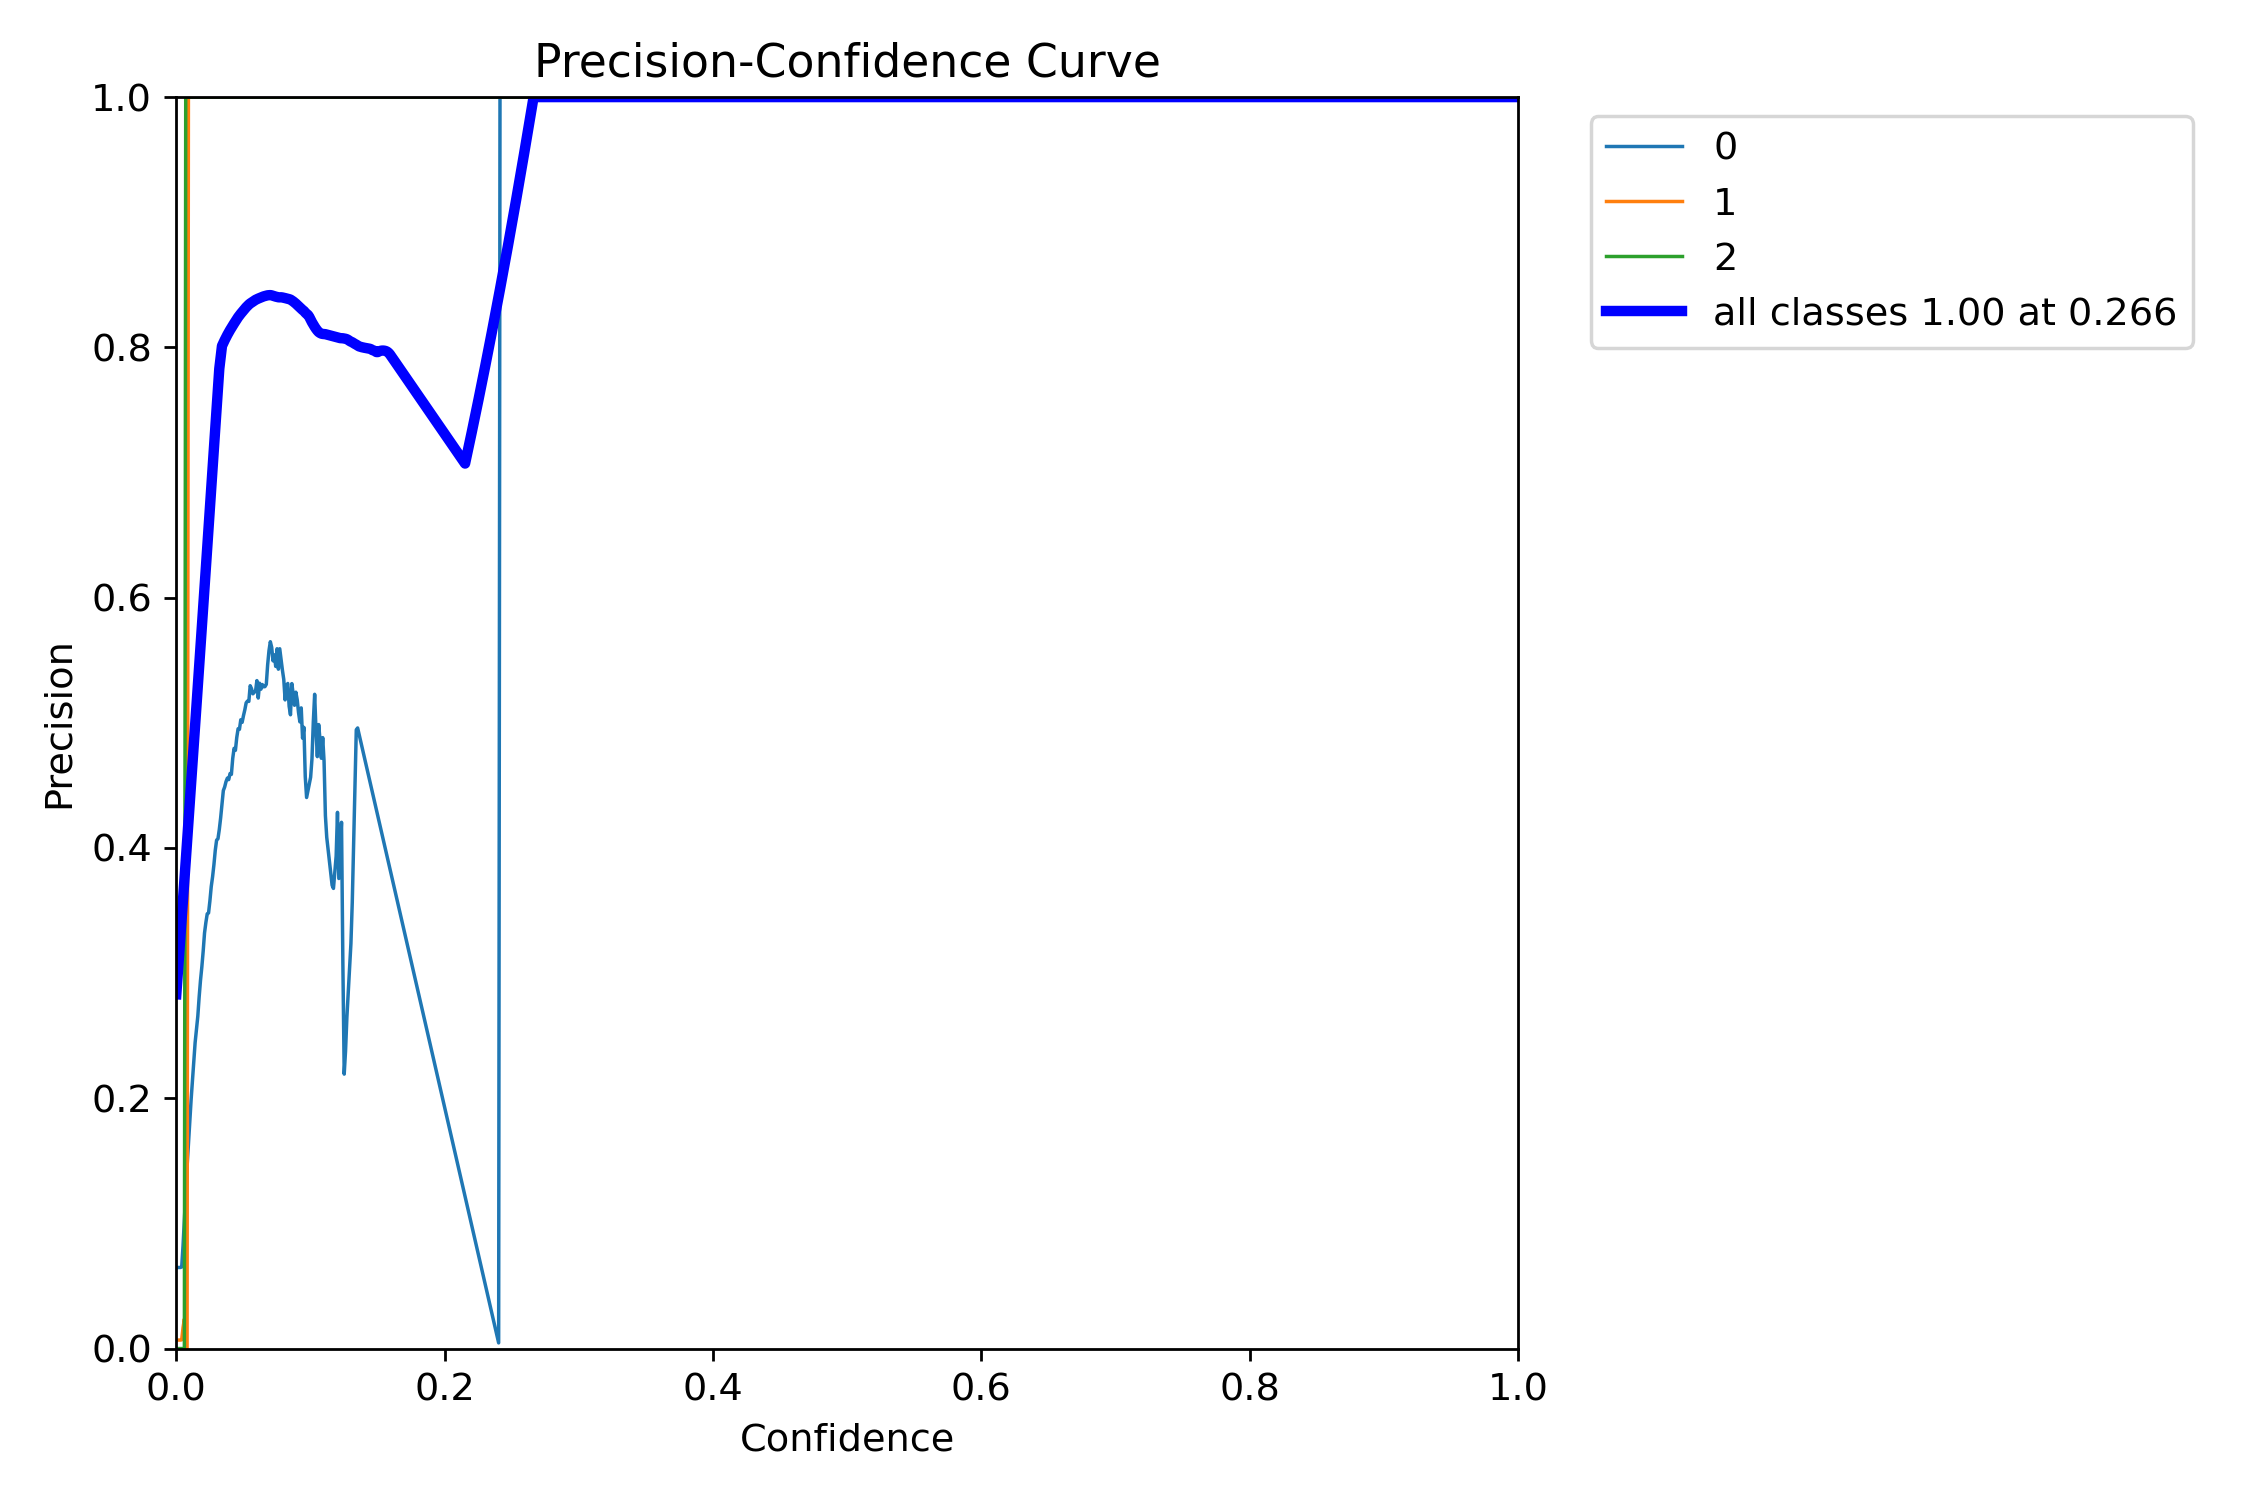 Precision-Confidence Curve
1.0
0.8
0.6
0.4
0.2
0.0
Precision
0.0 0.2 0.4 0.6 0.8 1.0
Confidence
0
1
2
all classes 1.00 at 0.266